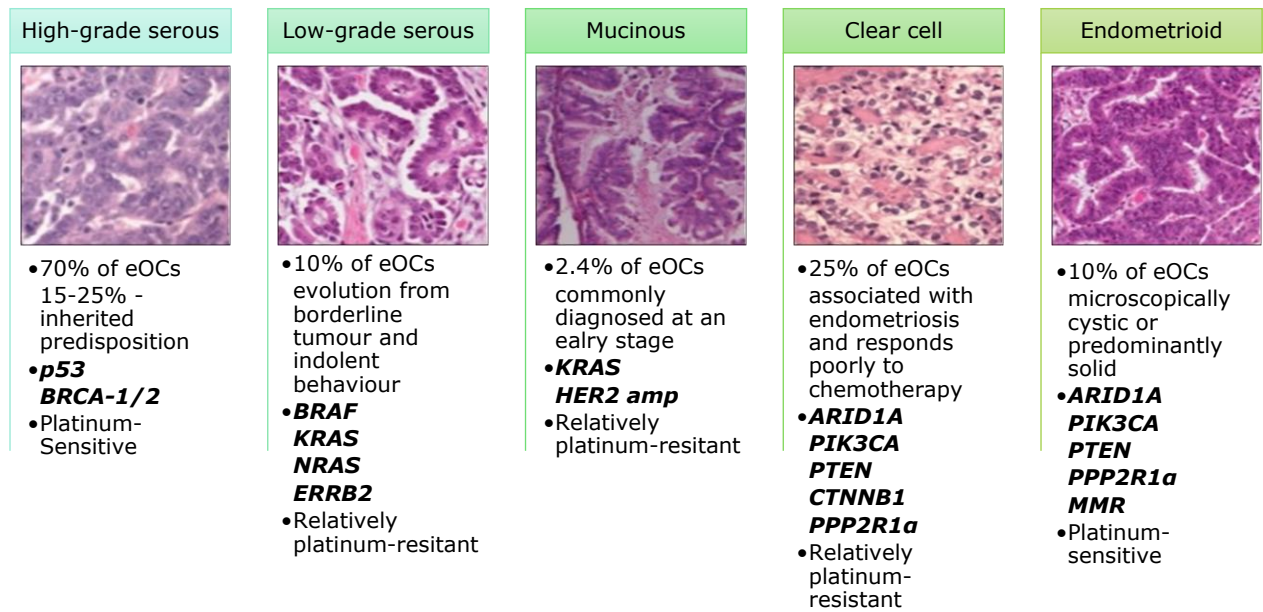 High-grade serous
•70% of eOCs
15-25% -
inherited
predisposition
•p53
BRCA-1/2
•Platinum-
Sensitive
Low-grade serous
•10% of eOCs
evolution from
borderline
tumour and
indolent
behaviour
•BRAF
KRAS
NRAS
ERRB2
•Relatively
platinum-resitant
Mucinous
•2.4% of eOCs
commonly
diagnosed at an
ealry stage
•KRAS
HER2 amp
•Relatively
platinum-resitant
Clear cell
•25% of eOCs
associated with
endometriosis
and responds
poorly to
chemotherapy
•ARID1A
PIK3CA
PTEN
CTNNB1
PPP2R1α
•Relatively
platinum-
resistant
Endometrioid
•10% of eOCs
microscopically
cystic or
predominantly
solid
•ARID1A
PIK3CA
PTEN
PPP2R1α
MMR
•Platinum-
sensitive